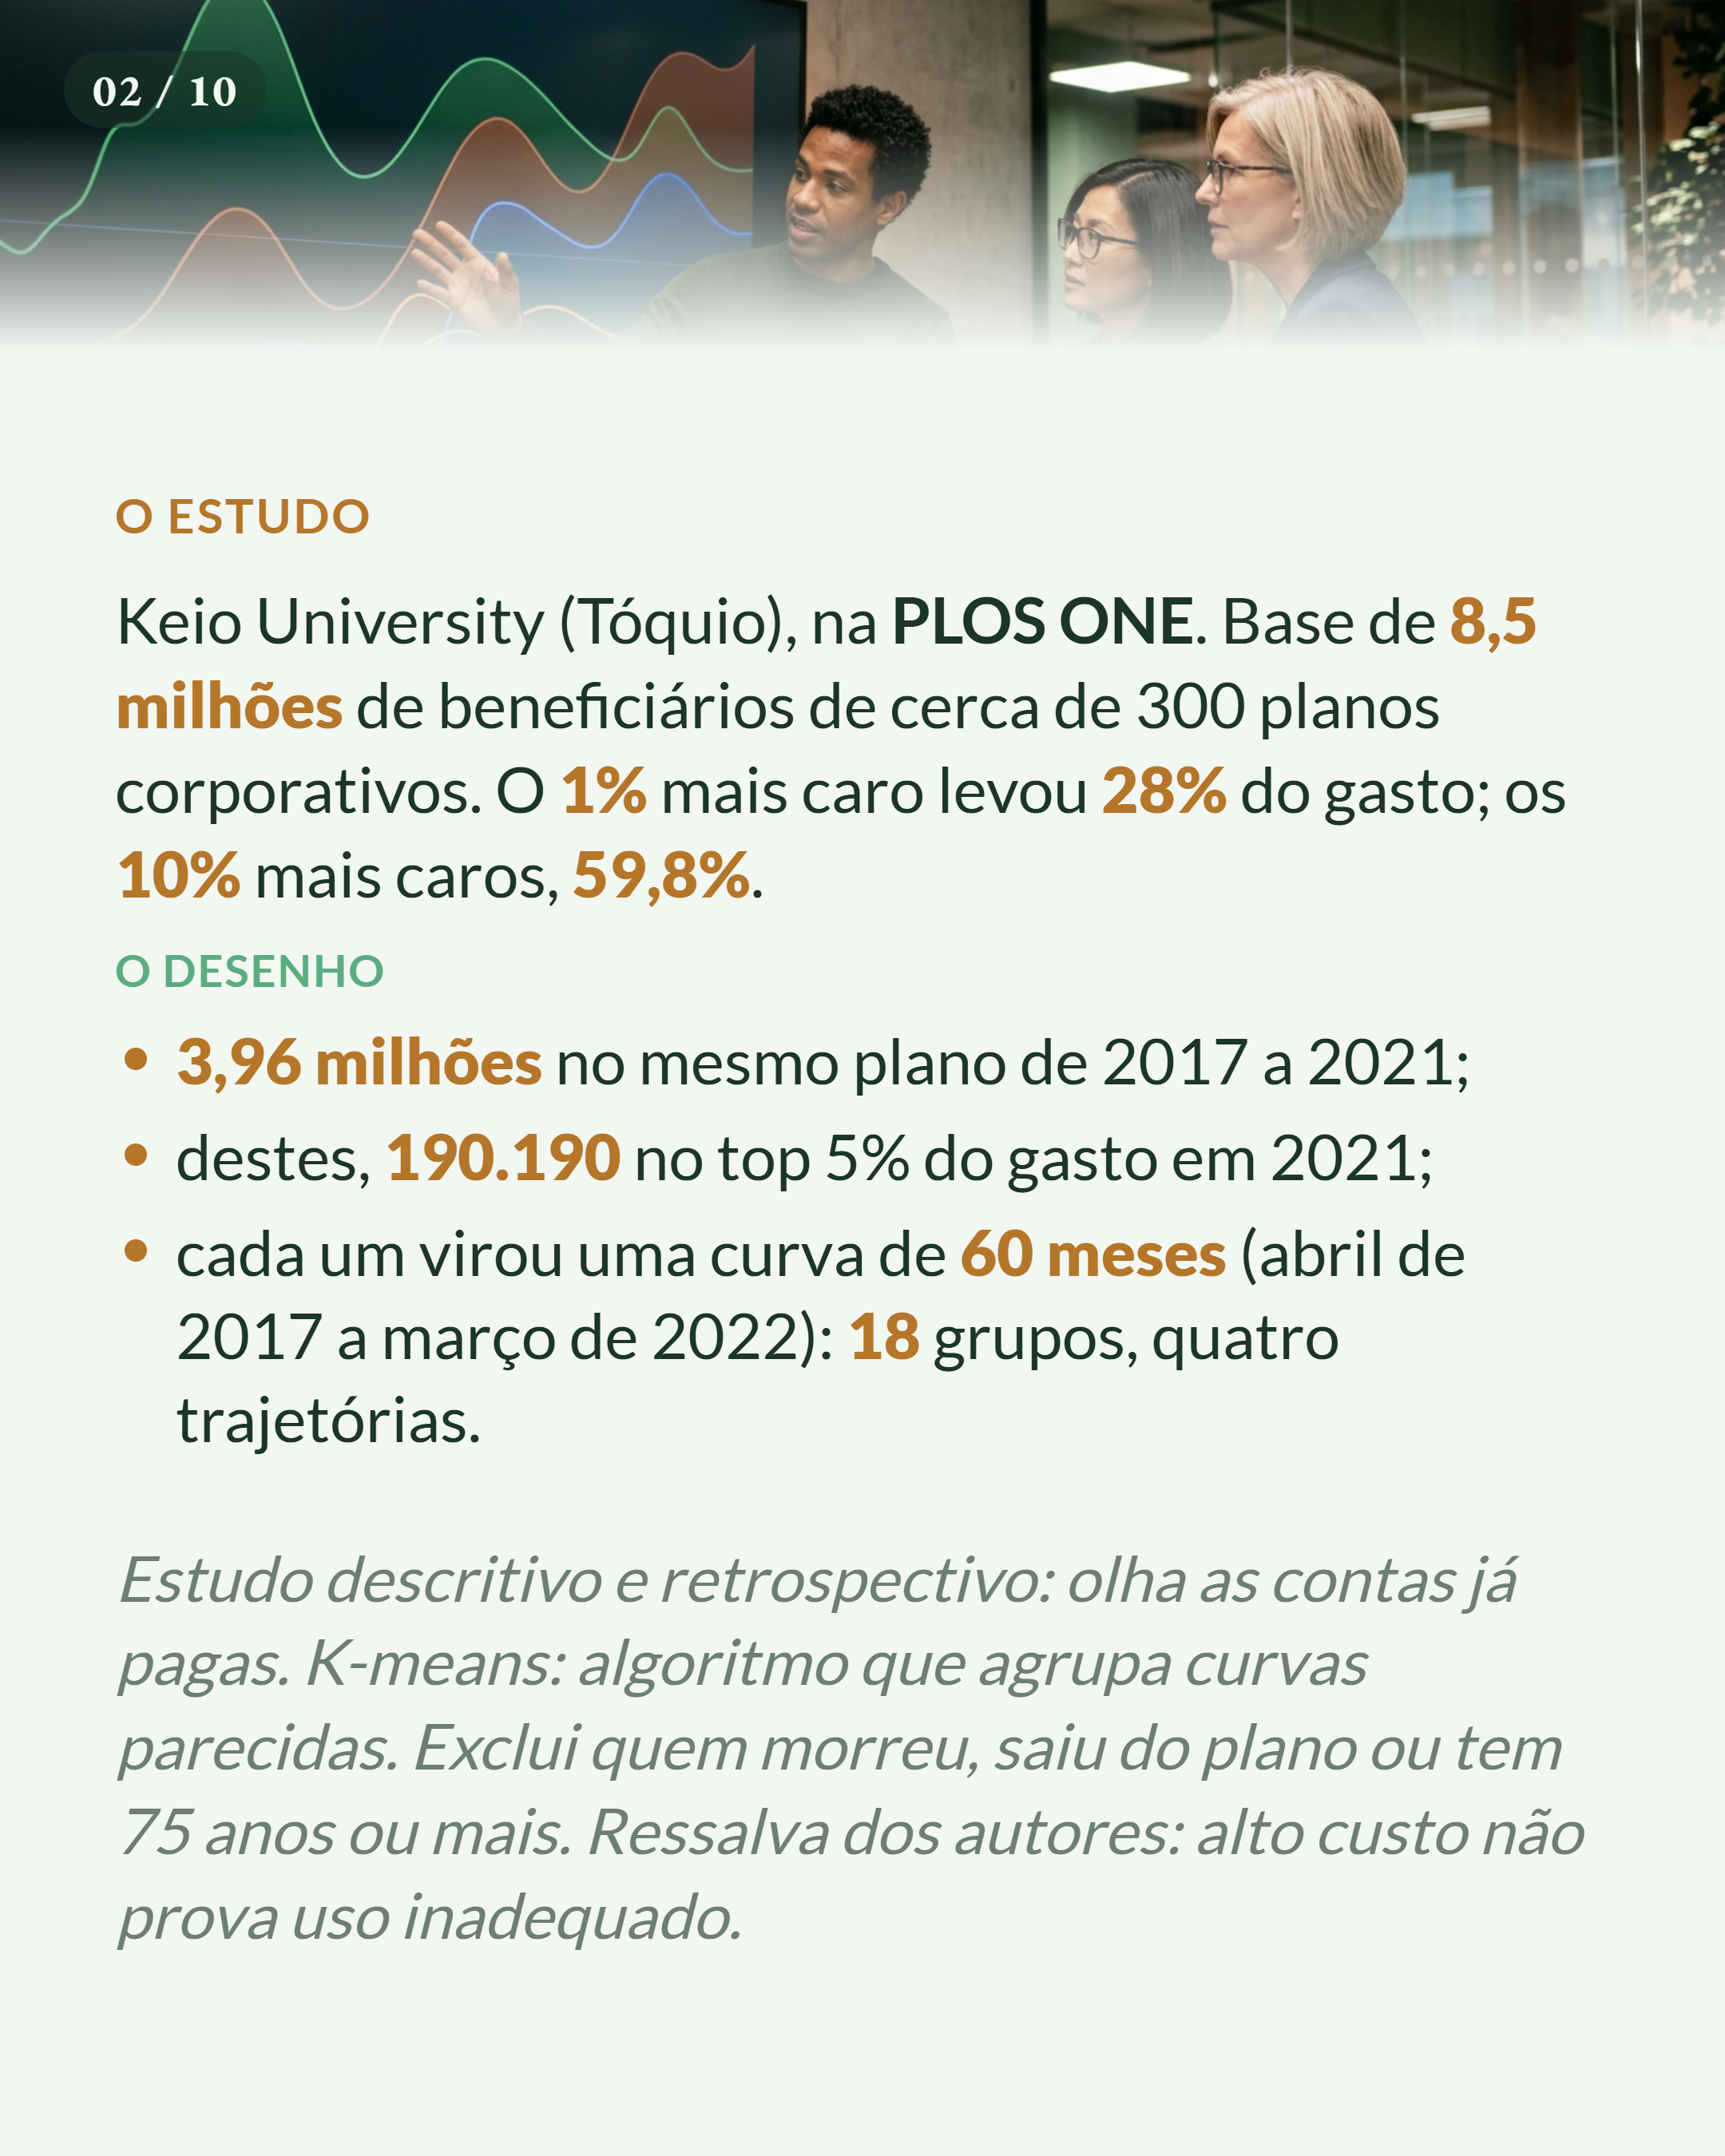 02 / 10
O ESTUDO
Keio University (Tóquio), na PLOS ONE. Base de 8,5
milhões de beneficiários de cerca de 300 planos
corporativos. O 1% mais caro levou 28% do gasto; os
10% mais caros, 59,8%.
O DESENHO
• 3,96 milhões no mesmo plano de 2017 a 2021;
• destes, 190.190 no top 5% do gasto em 2021;
• cada um virou uma curva de 60 meses (abril de
2017 a março de 2022): 18 grupos, quatro
trajetórias.
Estudo descritivo e retrospectivo: olha as contas já
pagas. K-means: algoritmo que agrupa curvas
parecidas. Exclui quem morreu, saiu do plano ou tem
75 anos ou mais. Ressalva dos autores: alto custo não
prova uso inadequado.